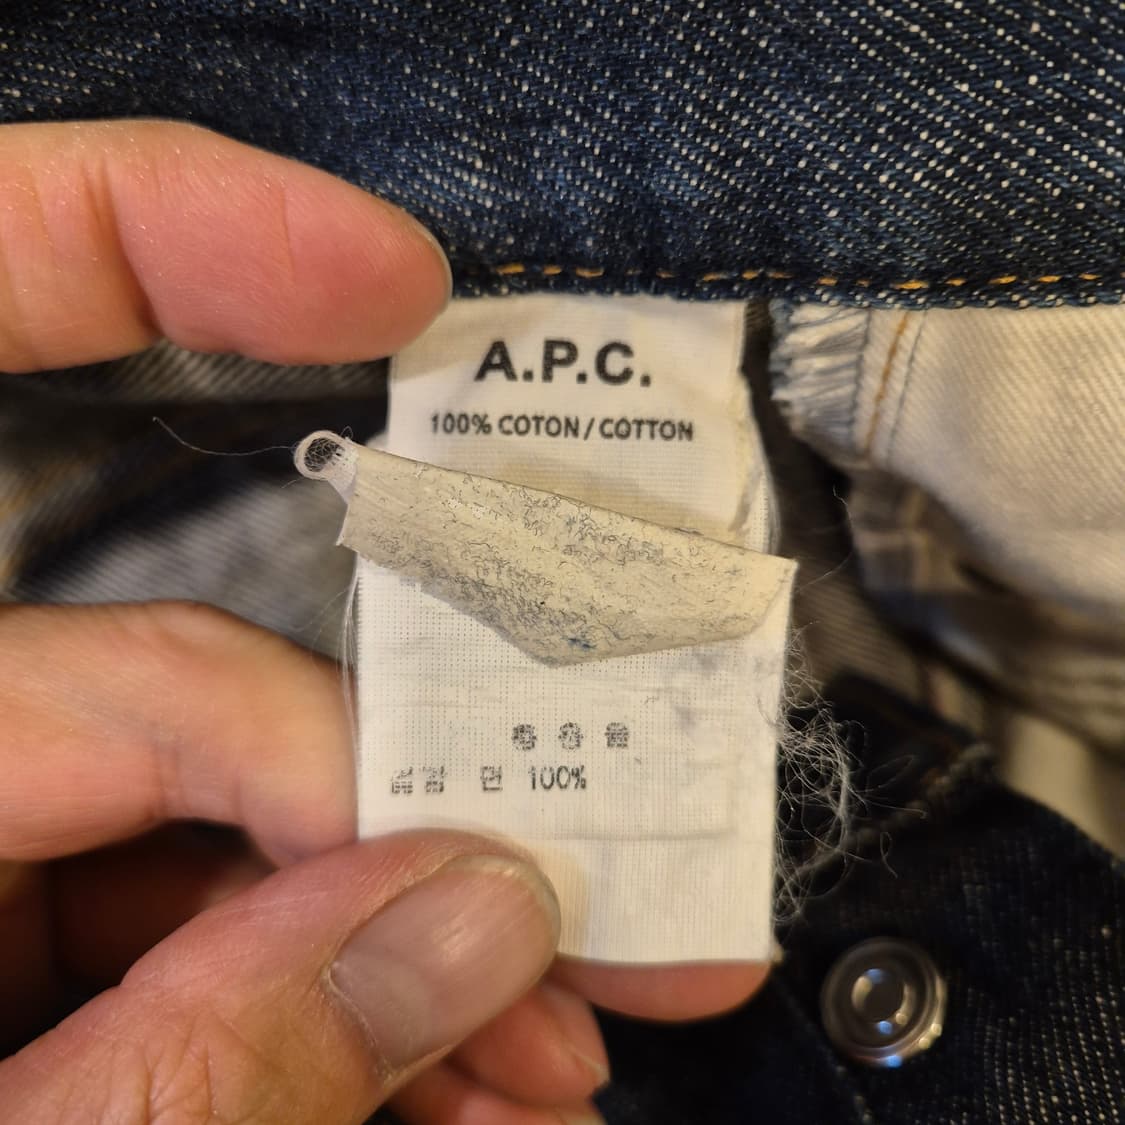 A.P.C.
100% COTON / COTTON
면 100%